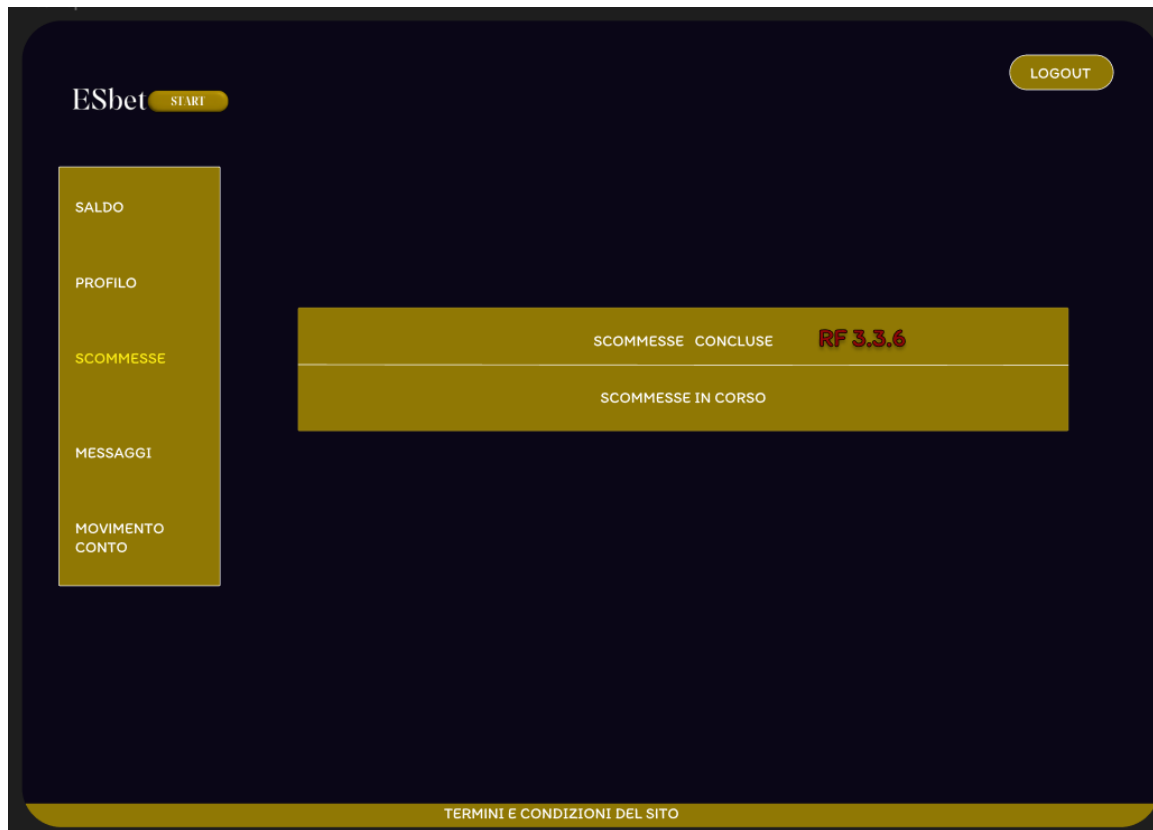 LOGOUT
ESbet START
SALDO
PROFILO
SCOMMESSE
MESSAGGI
MOVIMENTO
CONTO
SCOMMESSE CONCLUSE RF 3.3.6
SCOMMESSE IN CORSO
TERMINI E CONDIZIONI DEL SITO